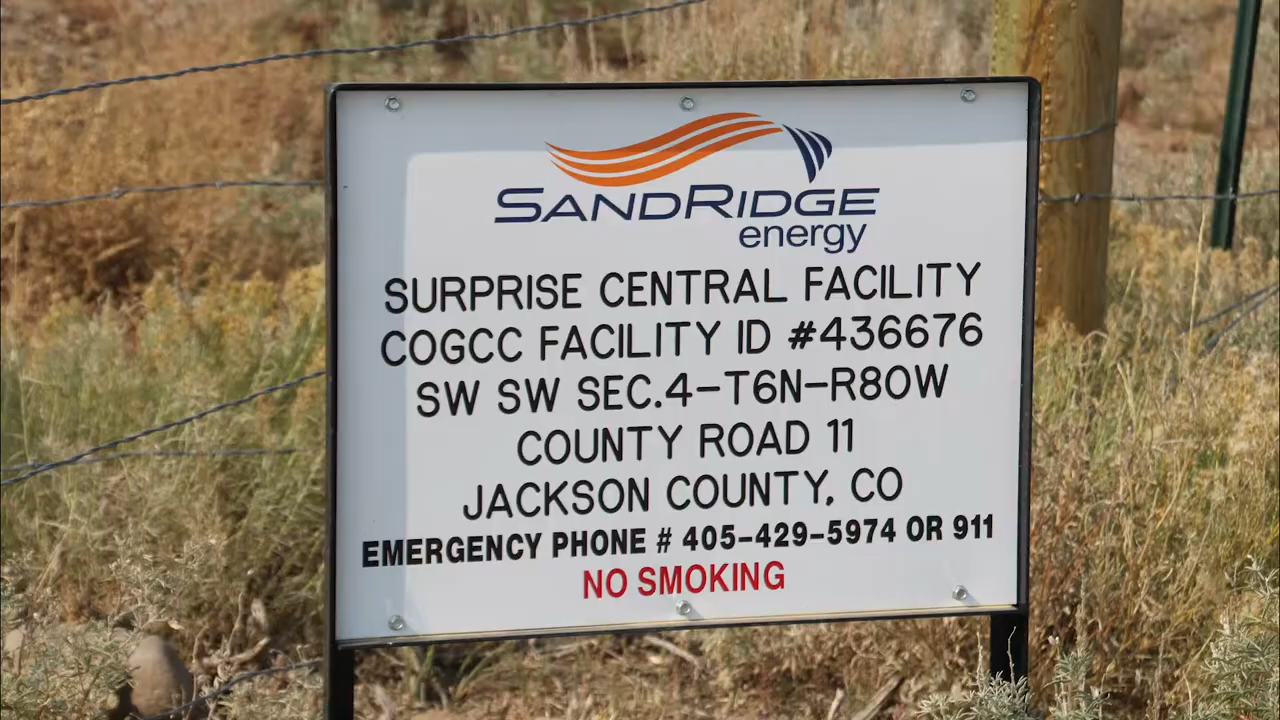 SANDRIDGE
energy
SURPRISE CENTRAL FACILITY
COGCC FACILITY ID #436676
SW SW SEC.4-T6N-R80W
COUNTY ROAD 11
JACKSON COUNTY, CO
EMERGENCY PHONE # 405-429-5974 OR 911
NO SMOKING